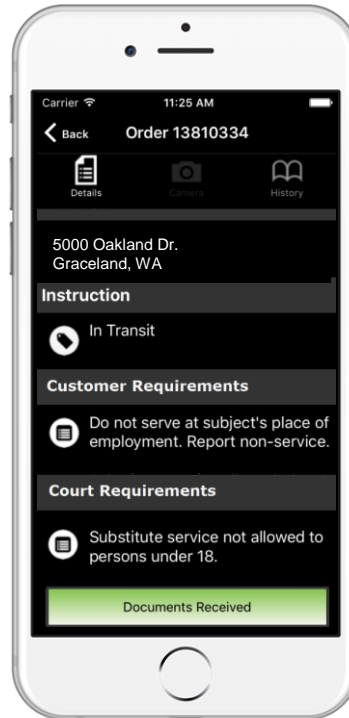 Carrier 11:25 AM
Back Order 13810334
Details Camera History
5000 Oakland Dr.
Graceland, WA
Instruction
In Transit
Customer Requirements
Do not serve at subject's place of
employment. Report non-service.
Court Requirements
Substitute service not allowed to
persons under 18.
Documents Received